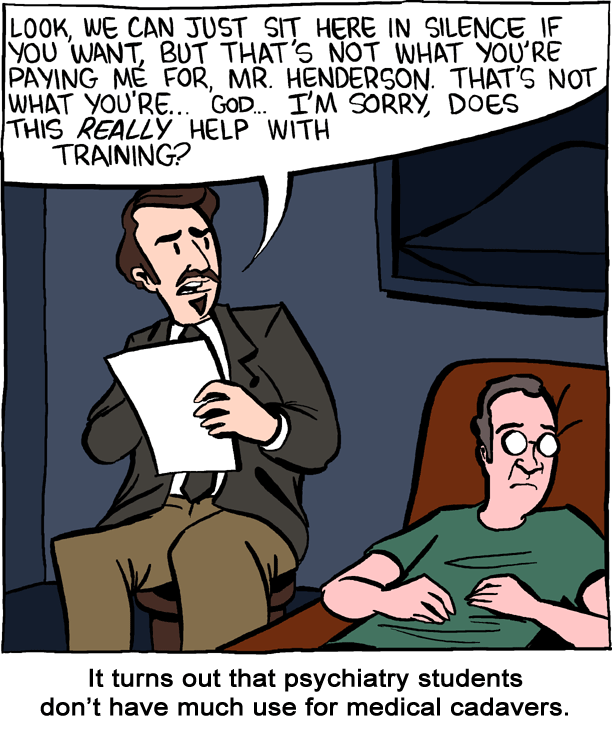 LOOK, WE CAN JUST SIT HERE IN SILENCE IF
YOU WANT, BUT THAT'S NOT WHAT YOU'RE
PAYING ME FOR, MR. HENDERSON. THAT'S NOT
WHAT YOU'RE... GOD... I'M SORRY, DOES
THIS REALLY HELP WITH
TRAINING?
It turns out that psychiatry students
don't have much use for medical cadavers.